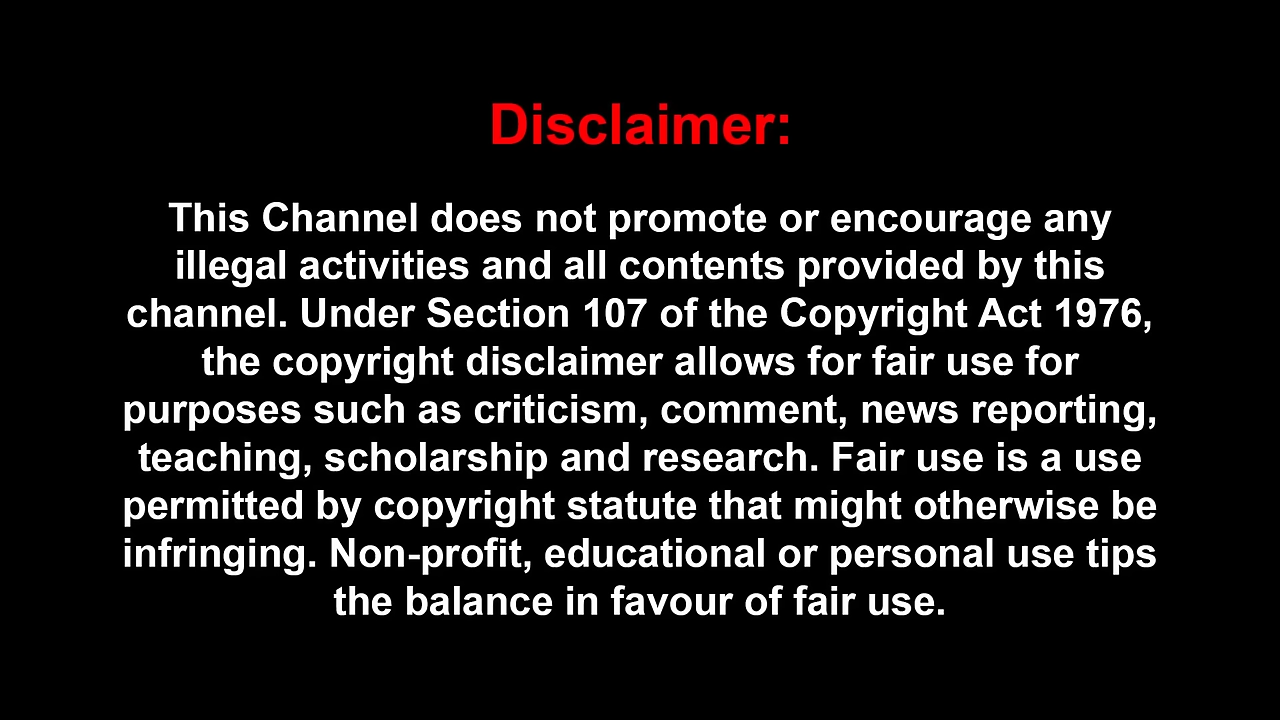 Disclaimer:
This Channel does not promote or encourage any
illegal activities and all contents provided by this
channel. Under Section 107 of the Copyright Act 1976,
the copyright disclaimer allows for fair use for
purposes such as criticism, comment, news reporting,
teaching, scholarship and research. Fair use is a use
permitted by copyright statute that might otherwise be
infringing. Non-profit, educational or personal use tips
the balance in favour of fair use.